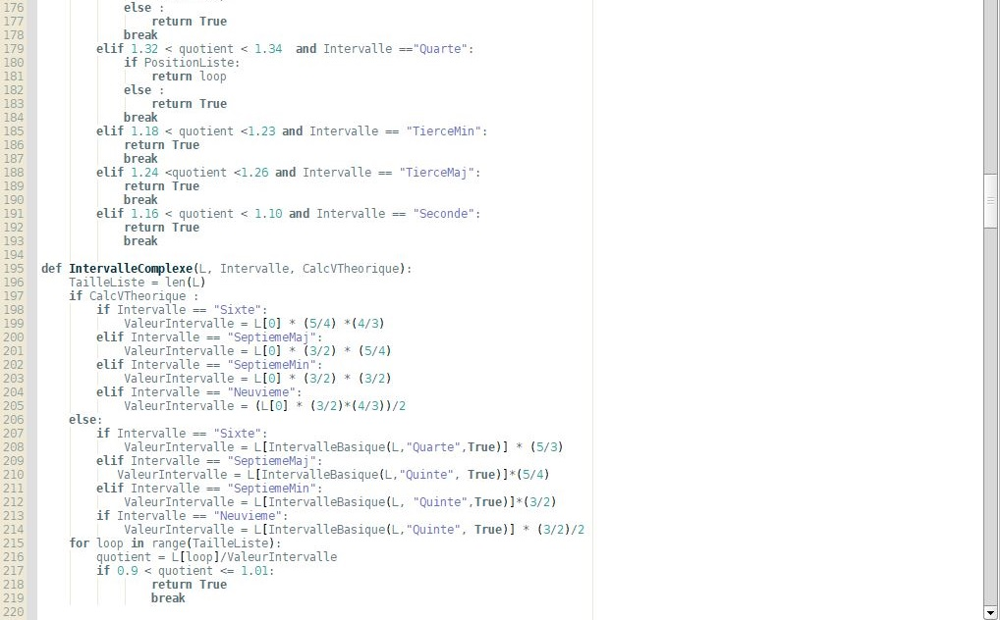 176 else :
177 return True
178 break
179 elif 1.32 < quotient < 1.34  and Intervalle =="Quarte":
180 if PositionListe:
181 return loop
182 else :
183 return True
184 break
185 elif 1.18 < quotient <1.23 and Intervalle == "TierceMin":
186 return True
187 break
188 elif 1.24 <quotient <1.26 and Intervalle == "TierceMaj":
189 return True
190 break
191 elif 1.16 < quotient < 1.10 and Intervalle == "Seconde":
192 return True
193 break
194
195 def IntervalleComplexe(L, Intervalle, CalcVTheorique):
196 TailleListe = len(L)
197 if CalcVTheorique :
198 if Intervalle == "Sixte":
199 ValeurIntervalle = L[0] * (5/4) *(4/3)
200 elif Intervalle == "SeptiemeMaj":
201 ValeurIntervalle = L[0] * (3/2) * (5/4)
202 elif Intervalle == "SeptiemeMin":
203 ValeurIntervalle = L[0] * (3/2) * (3/2)
204 elif Intervalle == "Neuvieme":
205 ValeurIntervalle = (L[0] * (3/2)*(4/3))/2
206 else:
207 if Intervalle == "Sixte":
208 ValeurIntervalle = L[IntervalleBasique(L,"Quarte",True)] * (5/3)
209 elif Intervalle == "SeptiemeMaj":
210 ValeurIntervalle = L[IntervalleBasique(L,"Quinte", True)]*(5/4)
211 elif Intervalle == "SeptiemeMin":
212 ValeurIntervalle = L[IntervalleBasique(L, "Quinte",True)]*(3/2)
213 if Intervalle == "Neuvieme":
214 ValeurIntervalle = L[IntervalleBasique(L,"Quinte", True)] * (3/2)/2
215 for loop in range(TailleListe):
216 quotient = L[loop]/ValeurIntervalle
217 if 0.9 < quotient <= 1.01:
218 return True
219 break
220